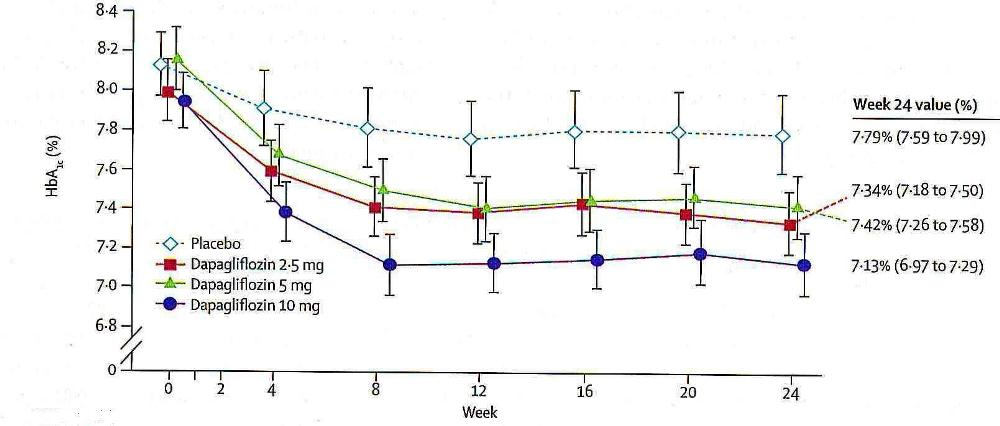 8·4
8·2
8·0
7·8
7·6
7·4
7·2
7·0
6·8
0
HbA1c (%)
Placebo
Dapagliflozin 2·5 mg
Dapagliflozin 5 mg
Dapagliflozin 10 mg
0 2 4 8 12 16 20 24
Week
Week 24 value (%)
7·79% (7·59 to 7·99)
7·34% (7·18 to 7·50)
7·42% (7·26 to 7·58)
7·13% (6·97 to 7·29)